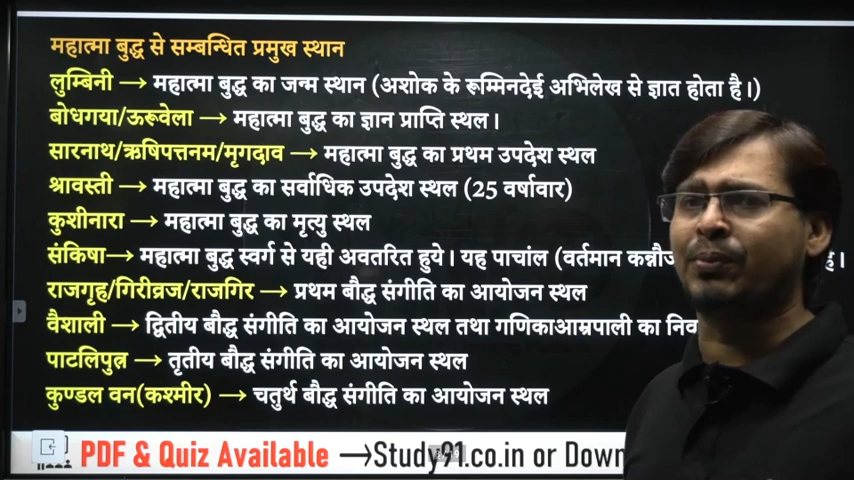 महात्मा बुद्ध से सम्बन्धित प्रमुख स्थान
लुम्बिनी → महात्मा बुद्ध का जन्म स्थान (अशोक के रूम्मिनदेई अभिलेख से ज्ञात होता है।)
बोधगया/ऊरूवेला → महात्मा बुद्ध का ज्ञान प्राप्ति स्थल।
सारनाथ/ऋषिपत्तनम/मृगदाव → महात्मा बुद्ध का प्रथम उपदेश स्थल
श्रावस्ती → महात्मा बुद्ध का सर्वाधिक उपदेश स्थल (25 वर्षावार)
कुशीनारा → महात्मा बुद्ध का मृत्यु स्थल
संकिषा → महात्मा बुद्ध स्वर्ग से यही अवतरित हुये। यह पाचांल (वर्तमान
राजगृह/गिरीव्रज/राजगिर → प्रथम बौद्ध संगीति का आयोजन स्थल
वैशाली → द्वितीय बौद्ध संगीति का आयोजन स्थल तथा गणिकाआम्रपाली का
पाटलिपुत्र → तृतीय बौद्ध संगीति का आयोजन स्थल
कुण्डल वन(कश्मीर) → चतुर्थ बौद्ध संगीति का आयोजन स्थल
PDF & Quiz Available →Study91.co.in or Down